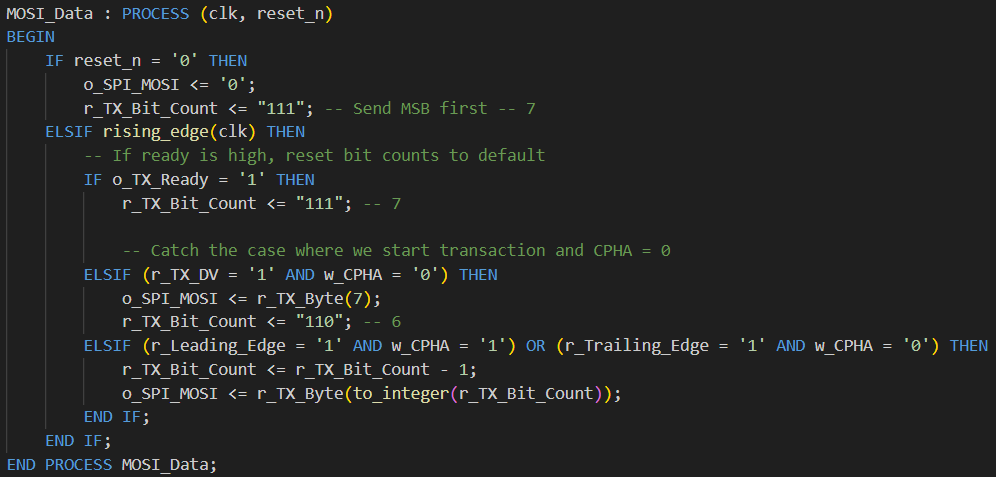 MOSI_Data : PROCESS (clk, reset_n)
BEGIN
    IF reset_n = '0' THEN
        o_SPI_MOSI <= '0';
        r_TX_Bit_Count <= "111"; -- Send MSB first -- 7
    ELSIF rising_edge(clk) THEN
        -- If ready is high, reset bit counts to default
        IF o_TX_Ready = '1' THEN
            r_TX_Bit_Count <= "111"; -- 7

            -- Catch the case where we start transaction and CPHA = 0
        ELSIF (r_TX_DV = '1' AND w_CPHA = '0') THEN
            o_SPI_MOSI <= r_TX_Byte(7);
            r_TX_Bit_Count <= "110"; -- 6
        ELSIF (r_Leading_Edge = '1' AND w_CPHA = '1') OR (r_Trailing_Edge = '1' AND w_CPHA = '0') THEN
            r_TX_Bit_Count <= r_TX_Bit_Count - 1;
            o_SPI_MOSI <= r_TX_Byte(to_integer(r_TX_Bit_Count));
        END IF;
    END IF;
END PROCESS MOSI_Data;